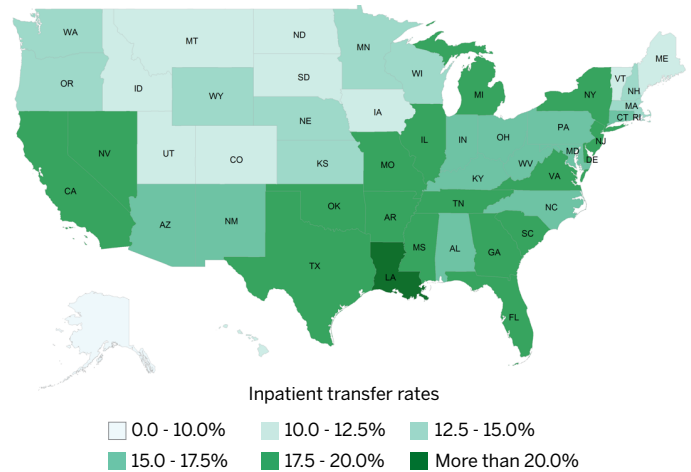 WA
MT
ND
MN
ME
VT
NH
OR
ID
SD
WI
NY
MA
WY
MI
CT RI
IA
NE
PA
NJ
NV
UT
CO
IL
IN
OH
MD
DE
KS
MO
WV
VA
CA
KY
OK
TN
NC
AZ
NM
AR
SC
MS
AL
GA
TX
LA
FL
Inpatient transfer rates
0.0 - 10.0%
10.0 - 12.5%
12.5 - 15.0%
15.0 - 17.5%
17.5 - 20.0%
More than 20.0%